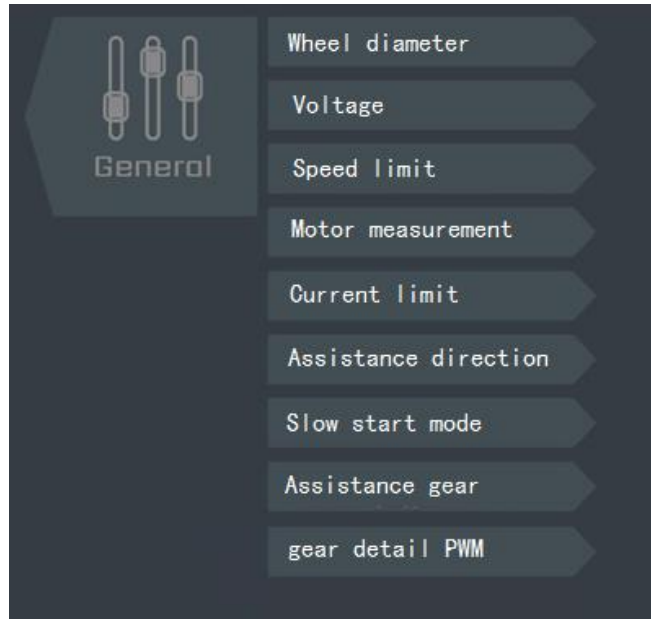 General
Wheel diameter
Voltage
Speed limit
Motor measurement
Current limit
Assistance direction
Slow start mode
Assistance gear
gear detail PWM